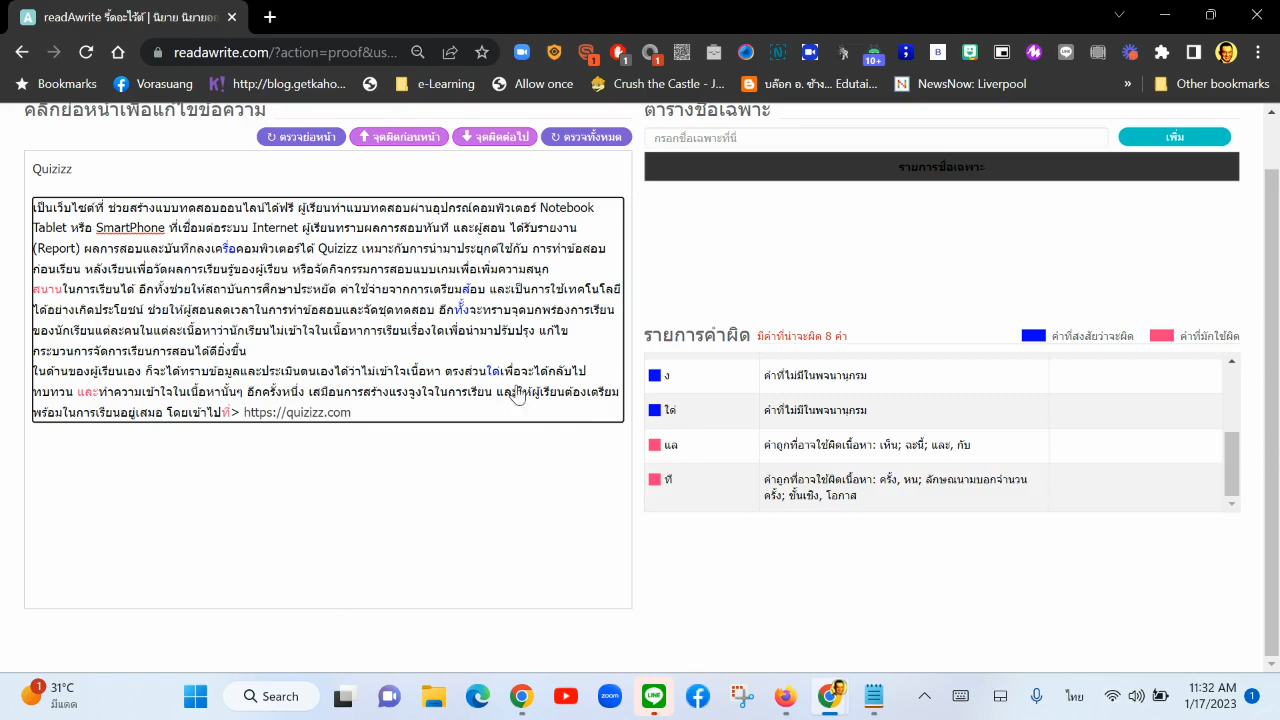 readAwrite รี้ดอะไร้ต์ | นิยาย นิยายออ
readawrite.com/?action=proof&us...
1
1
1
10+
Bookmarks
Vorasuang
http://blog.getkaho...
e-Learning
Allow once
Crush the Castle - J...
บล็อก อ. ช้าง... Edutai...
NewsNow: Liverpool
»
Other bookmarks
คลิกย่อหน้าเพื่อแก้ไขข้อความ
ตารางชื่อเฉพาะ
↻ ตรวจย่อหน้า
จุดผิดก่อนหน้า
จุดผิดต่อไป
↻ ตรวจทั้งหมด
กรอกชื่อเฉพาะที่นี่
เพิ่ม
รายการชื่อเฉพาะ
Quizizz
เป็นเว็บไซต์ที่ ช่วยสร้างแบบทดสอบออนไลน์ได้ฟรี ผู้เรียนทำแบบทดสอบผ่านอุปกรณ์คอมพิวเตอร์ Notebook
Tablet หรือ SmartPhone ที่เชื่อมต่อระบบ Internet ผู้เรียนทราบผลการสอบทันที และผู้สอน ได้รับรายงาน
(Report) ผลการสอบและบันทึกลงเครื่อคอมพิวเตอร์ได้ Quizizz เหมาะกับการนำมาประยุกต์ใช้กับ การทำข้อสอบ
ก่อนเรียน หลังเรียนเพื่อวัดผลการเรียนรู้ของผู้เรียน หรือจัดกิจกรรมการสอบแบบเกมเพื่อเพิ่มความสนุก
สนานในการเรียนได้ อีกทั้งช่วยให้สถาบันการศึกษาประหยัด ค่าใช้จ่ายจากการเตรียมส้อบ และเป็นการใช้เทคโนโลยี
ได้อย่างเกิดประโยชน์ ช่วยให้ผู้สอนลดเวลาในการทำข้อสอบและจัดชุดทดสอบ อีกทั้งจะทราบจุดบกพร่องการเรียน
ของนักเรียนแต่ละคนในแต่ละเนื้อหาว่านักเรียนไม่เข้าใจในเนื้อหาการเรียนเรื่องใดเพื่อนำมาปรับปรุง แก้ไข
กระบวนการจัดการเรียนการสอนได้ดียิ่งขึ้น
ในด้านของผู้เรียนเอง ก็จะได้ทราบข้อมูลและประเมินตนเองได้ว่าไม่เข้าใจเนื้อหา ตรงส่วนใด่เพื่อจะได้กลับไป
ทบทวน และทำความเข้าใจในเนื้อหานั้นๆ อีกครั้งหนึ่ง เสมือนการสร้างแรงจูงใจในการเรียน และให้ผู้เรียนต้องเตรียม
พร้อมในการเรียนอยู่เสมอ โดยเข้าไปที่> https://quizizz.com
รายการคำผิด มีคำที่น่าจะผิด 8 คำ
คำที่สงสัยว่าจะผิด
คำที่มักใช้ผิด
ง คำที่ไม่มีในพจนานุกรม
ใด่ คำที่ไม่มีในพจนานุกรม
แล คำถูกที่อาจใช้ผิดเนื้อหา: เห็น; ฉะนี้; และ, กับ
ที คำถูกที่อาจใช้ผิดเนื้อหา: ครั้ง, หน; ลักษณนามบอกจำนวน
ครั้ง; ชั้นเชิง, โอกาส
1
31°C
มีแดด
Search
zoom
LINE
ไทย
11:32 AM
1/17/2023
1